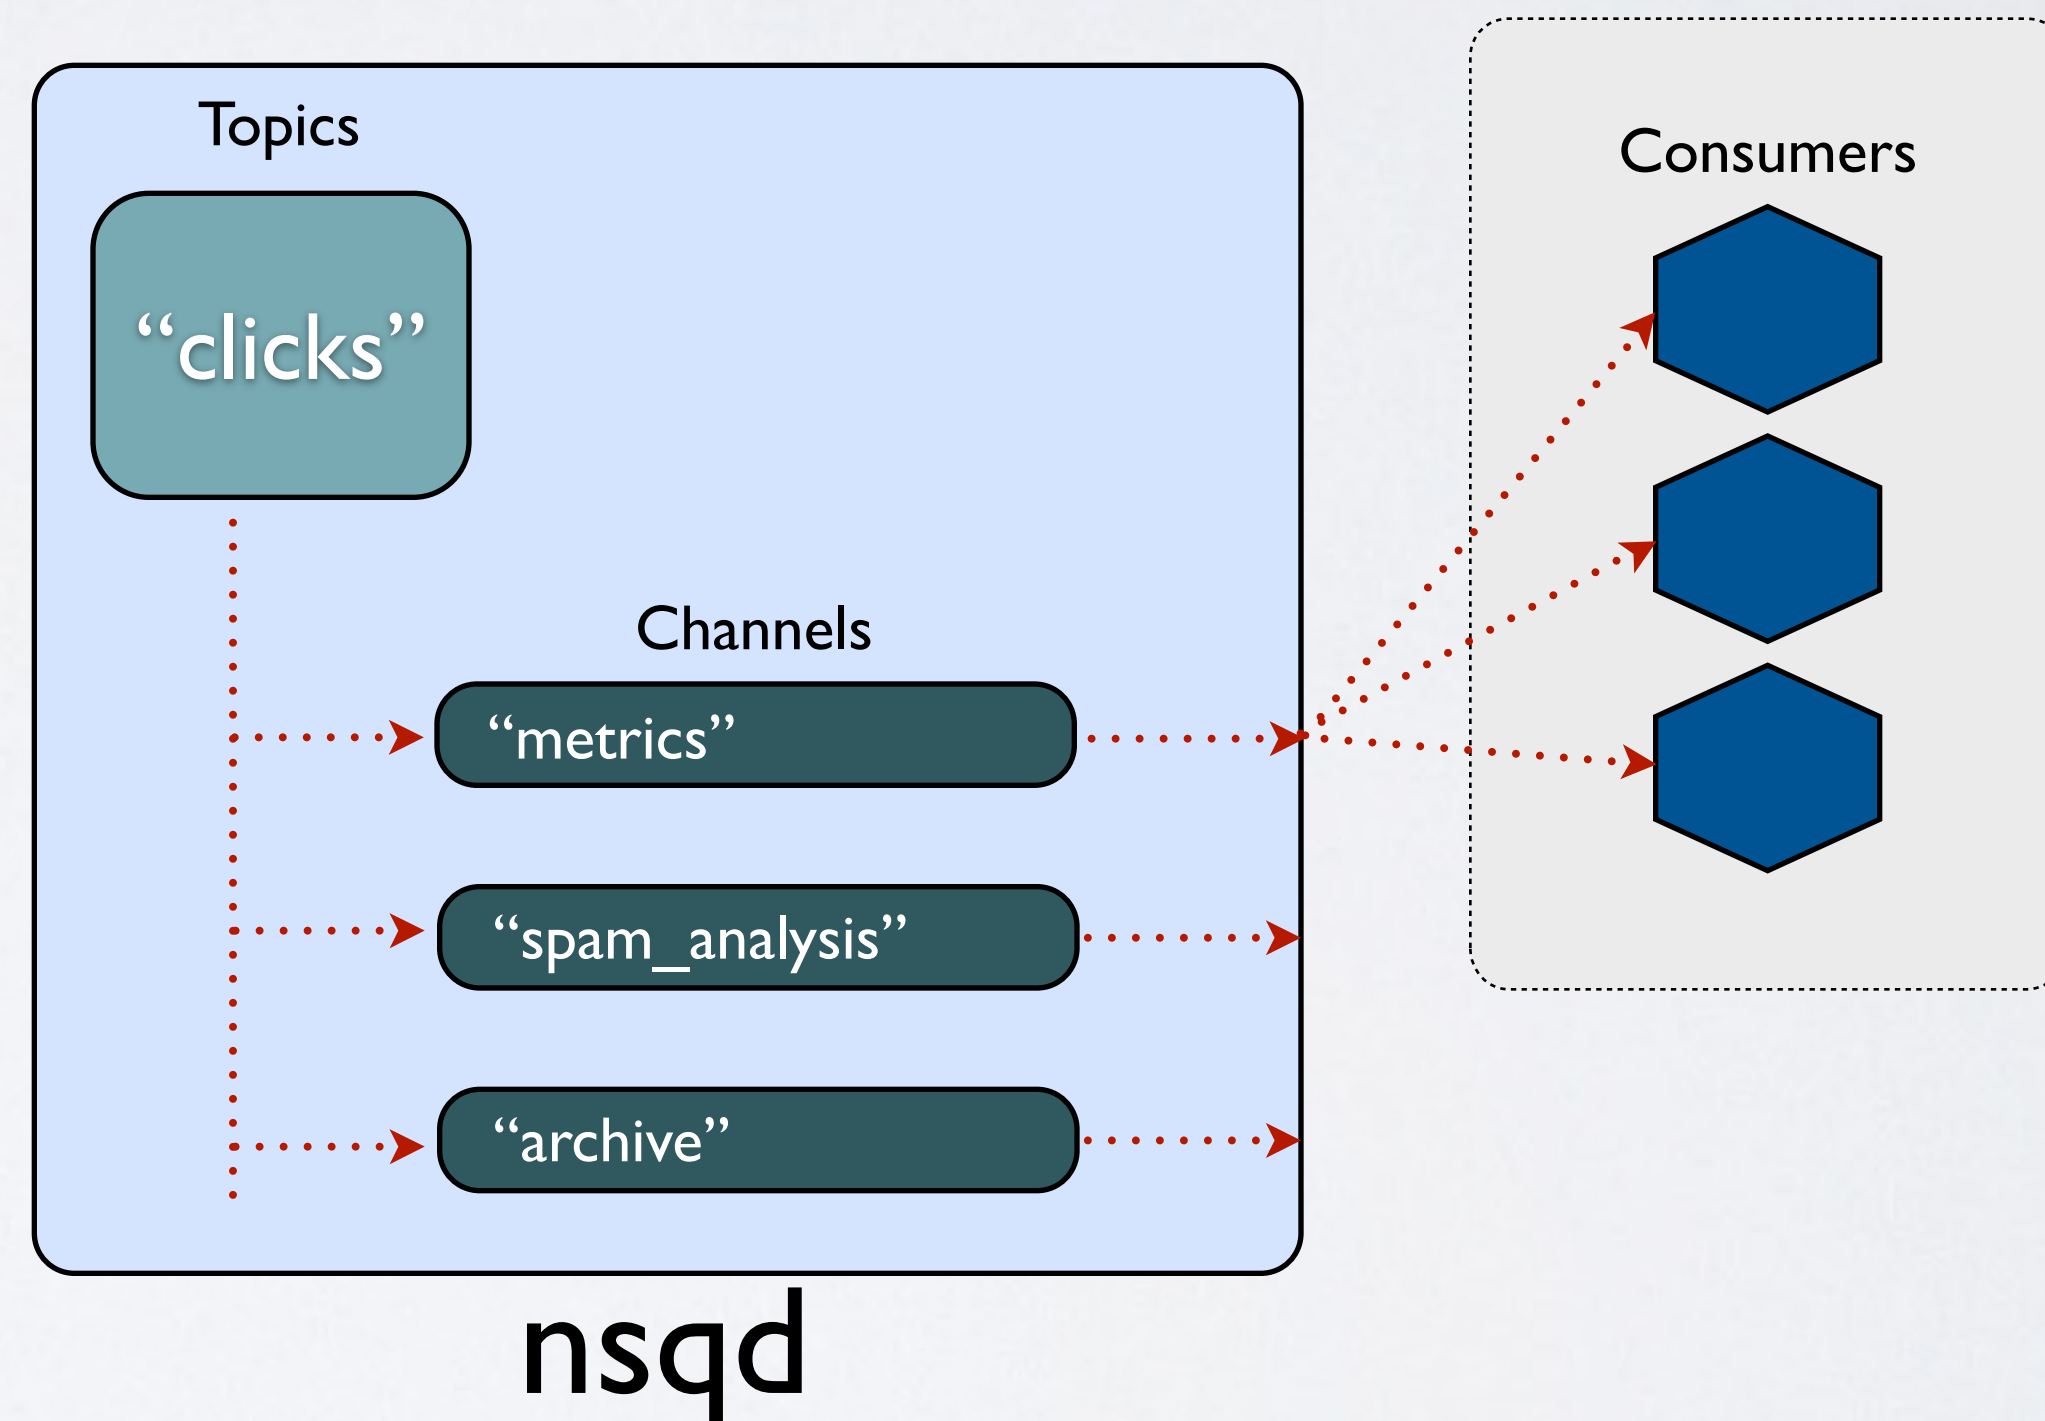 Topics
Consumers
“clicks”
Channels
“metrics”
“spam_analysis”
“archive”
nsqd